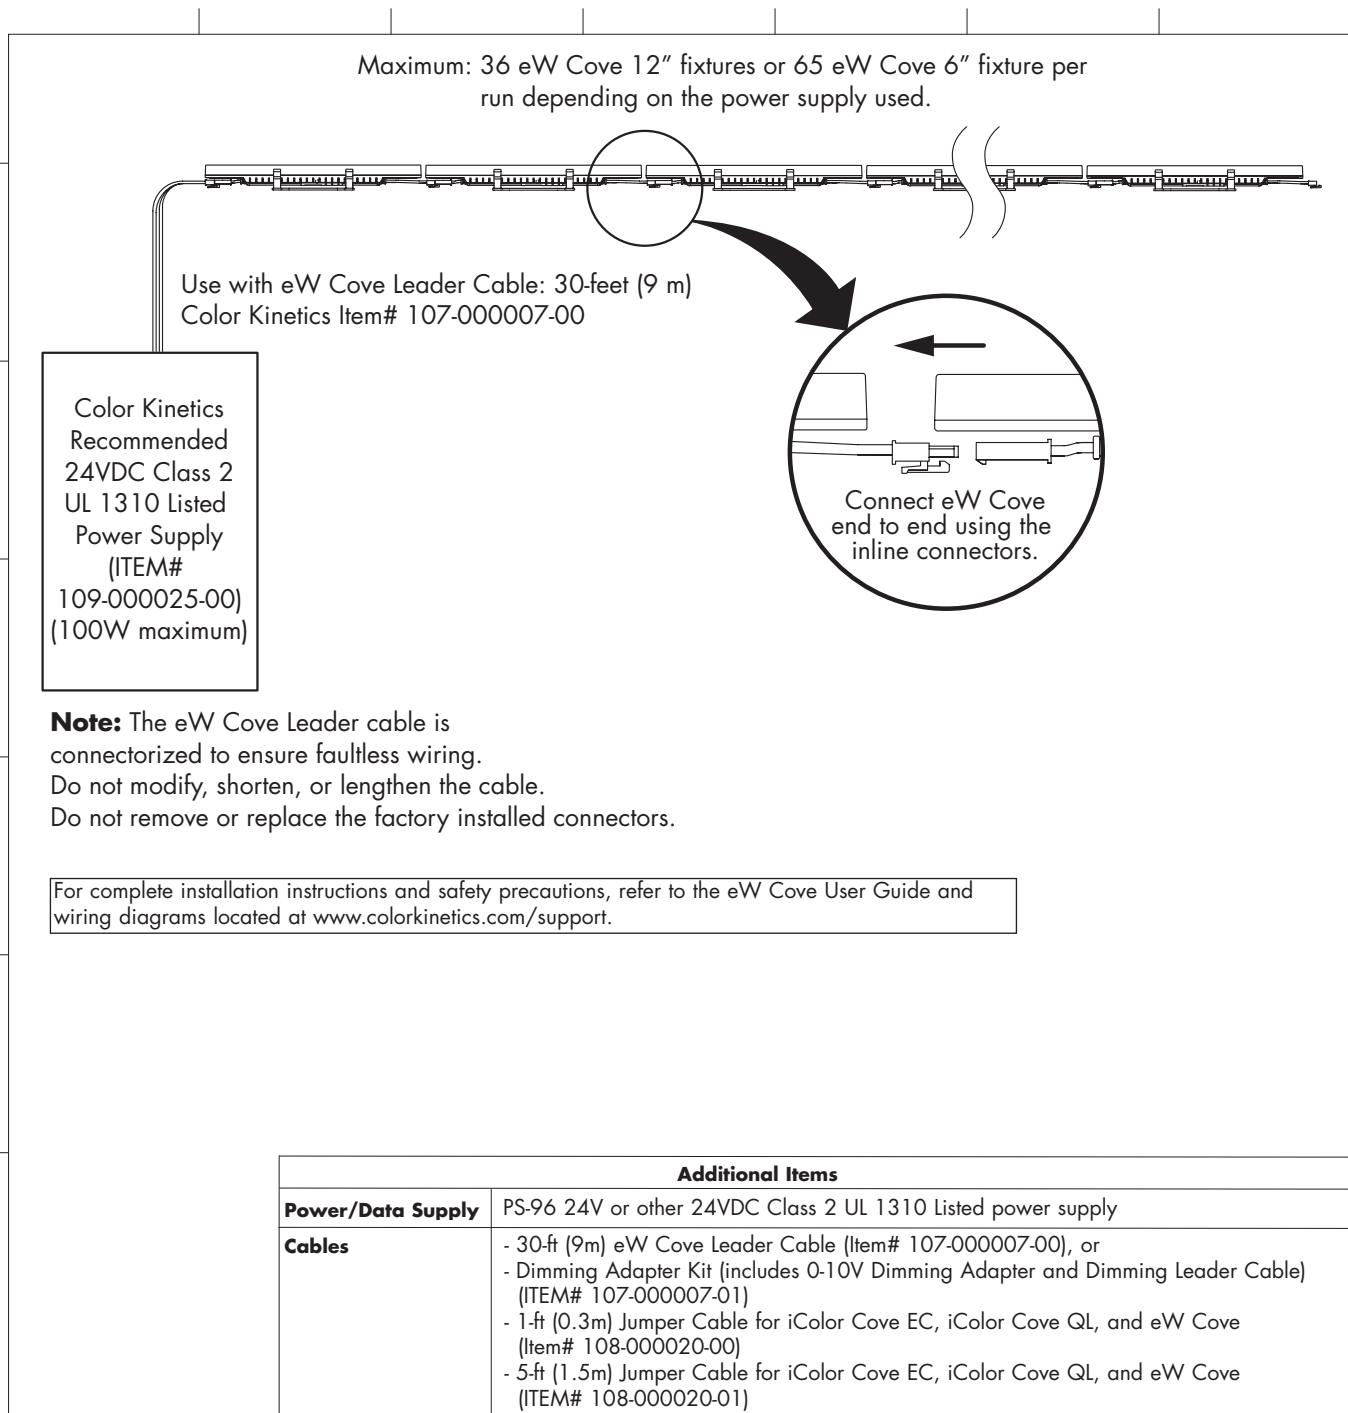 Maximum: 36 eW Cove 12” fixtures or 65 eW Cove 6” fixture per
run depending on the power supply used.
Use with eW Cove Leader Cable: 30-feet (9 m)
Color Kinetics Item# 107-000007-00
Color Kinetics
Recommended
24VDC Class 2
UL 1310 Listed
Power Supply
(ITEM#
109-000025-00)
(100W maximum)
Connect eW Cove
end to end using the
inline connectors.
Note: The eW Cove Leader cable is
connectorized to ensure faultless wiring.
Do not modify, shorten, or lengthen the cable.
Do not remove or replace the factory installed connectors.
For complete installation instructions and safety precautions, refer to the eW Cove User Guide and
wiring diagrams located at www.colorkinetics.com/support.
Additional Items
Power/Data Supply
PS-96 24V or other 24VDC Class 2 UL 1310 Listed power supply
Cables
- 30-ft (9m) eW Cove Leader Cable (Item# 107-000007-00), or
- Dimming Adapter Kit (includes 0-10V Dimming Adapter and Dimming Leader Cable)
(ITEM# 107-000007-01)
- 1-ft (0.3m) Jumper Cable for iColor Cove EC, iColor Cove QL, and eW Cove
(Item# 108-000020-00)
- 5-ft (1.5m) Jumper Cable for iColor Cove EC, iColor Cove QL, and eW Cove
(ITEM# 108-000020-01)